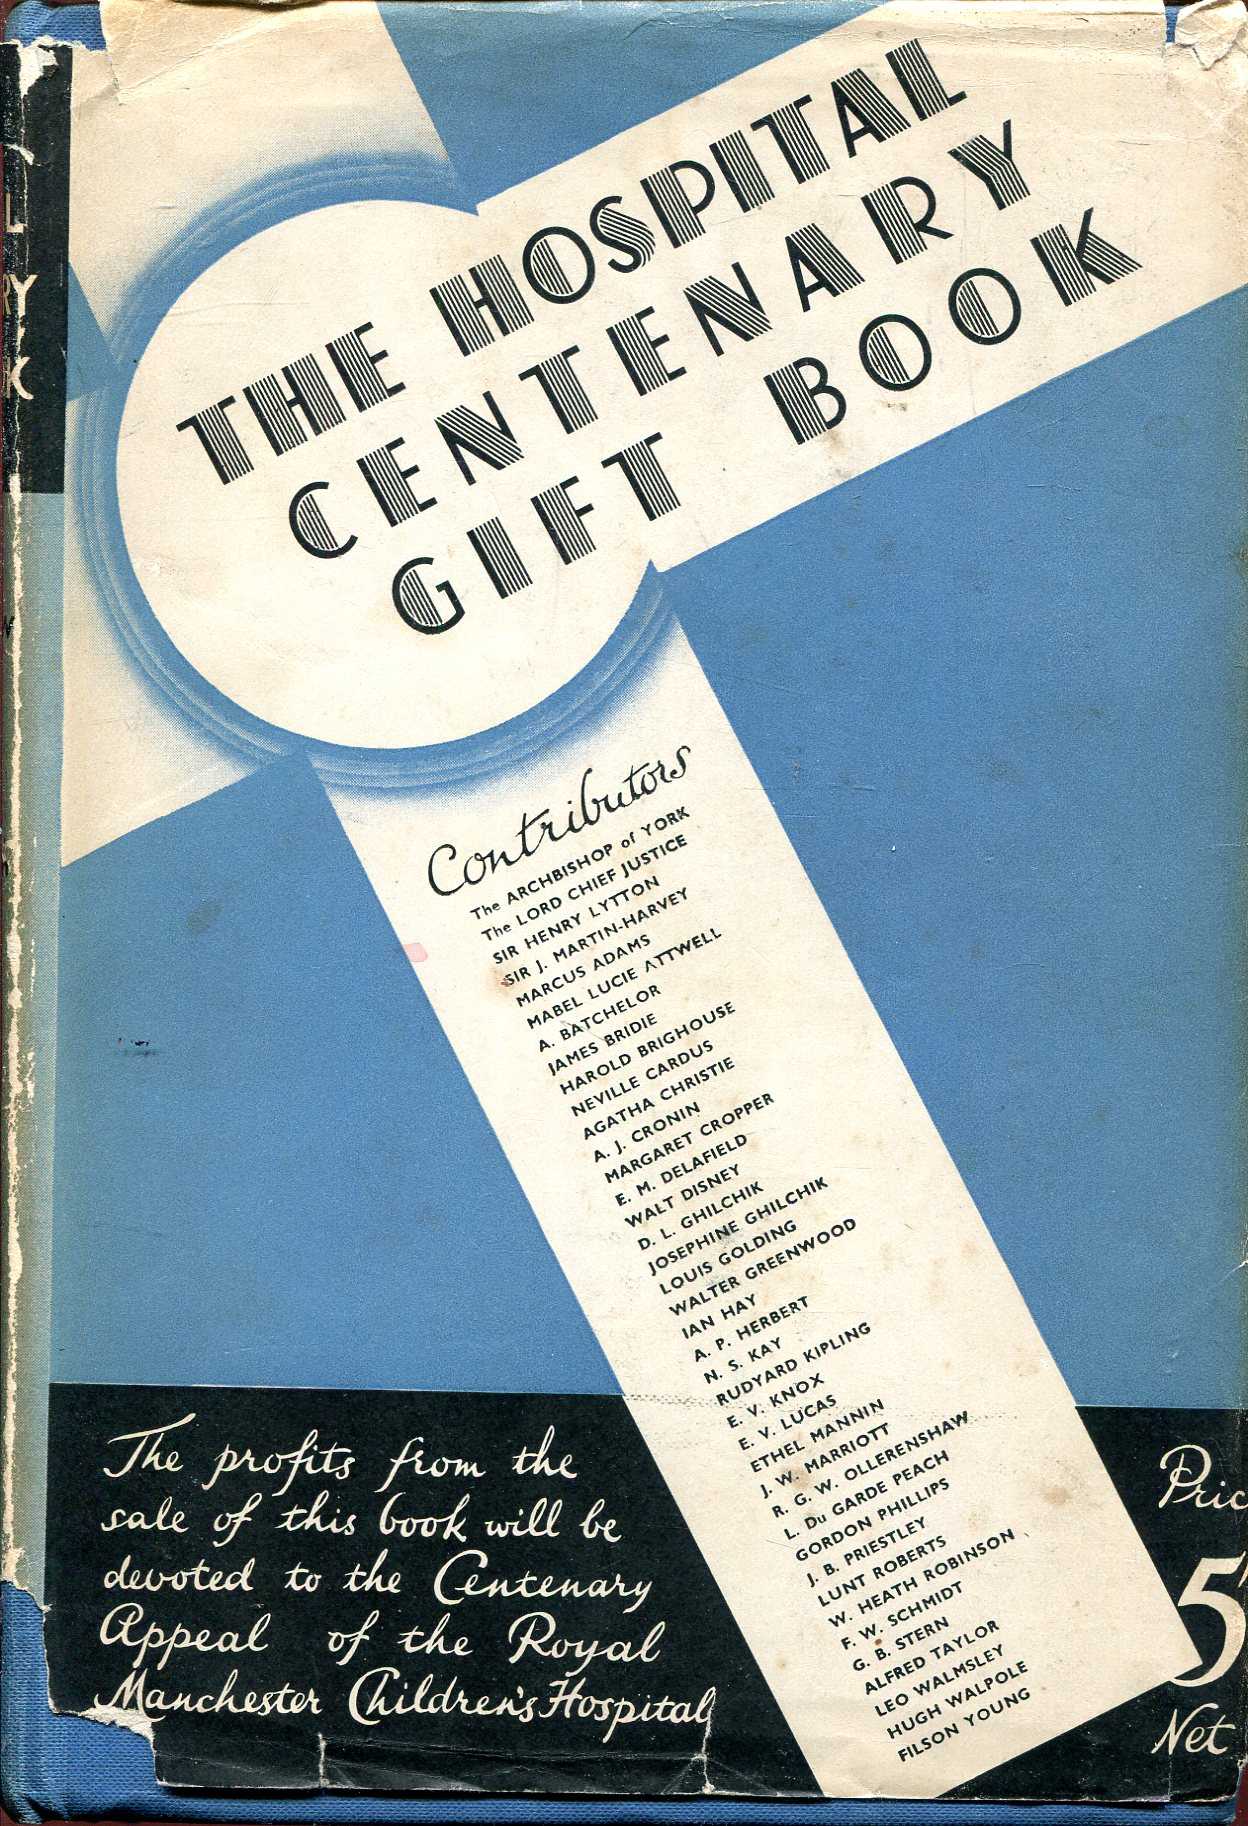 THE HOSPITAL
CENTENARY
GIFT BOOK
Contributors
The ARCHBISHOP of YORK
The LORD CHIEF JUSTICE
SIR HENRY LYTTON
SIR J. MARTIN-HARVEY
MARCUS ADAMS
MABEL LUCIE ATTWELL
A. BATCHELOR
JAMES BRIDIE
HAROLD BRIGHOUSE
NEVILLE CARDUS
AGATHA CHRISTIE
A. J. CRONIN
MARGARET CROPPER
E. M. DELAFIELD
WALT DISNEY
D. L. GHILCHIK
JOSEPHINE GHILCHIK
LOUIS GOLDING
WALTER GREENWOOD
IAN HAY
A. P. HERBERT
N. S. KAY
RUDYARD KIPLING
E. V. KNOX
E. V. LUCAS
ETHEL MANNIN
J. W. MARRIOTT
R. G. W. OLLERENSHAW
L. Du GARDE PEACH
GORDON PHILLIPS
J. B. PRIESTLEY
LUNT ROBERTS
W. HEATH ROBINSON
F. W. SCHMIDT
G. B. STERN
ALFRED TAYLOR
LEO WALMSLEY
HUGH WALPOLE
FILSON YOUNG
The profits from the
sale of this book will be
devoted to the Centenary
Appeal of the Royal
Manchester Children's Hospital
Pric
5'
Net